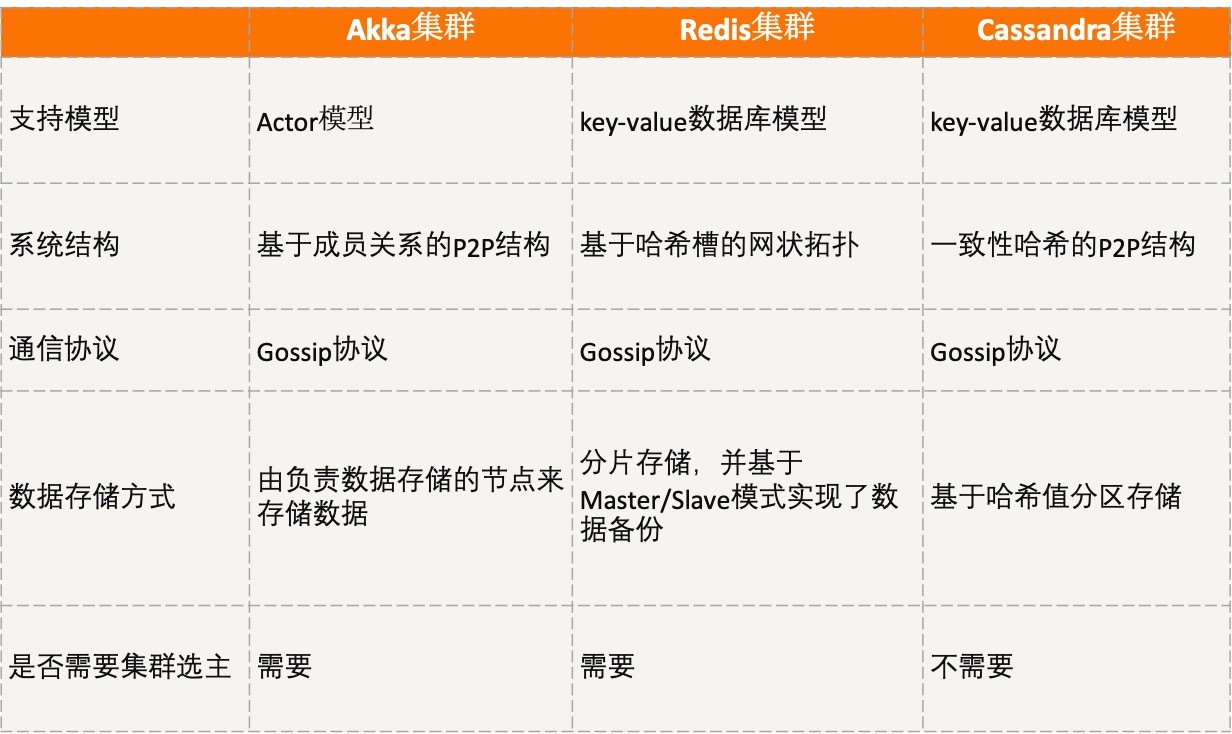 Akka集群 Redis集群 Cassandra集群
支持模型 Actor模型 key-value数据库模型 key-value数据库模型
系统结构 基于成员关系的P2P结构 基于哈希槽的网状拓扑 一致性哈希的P2P结构
通信协议 Gossip协议 Gossip协议 Gossip协议
数据存储方式
由负责数据存储的节点来
存储数据
分片存储，并基于
Master/Slave模式实现了数
据备份
基于哈希值分区存储
是否需要集群选主 需要 需要 不需要